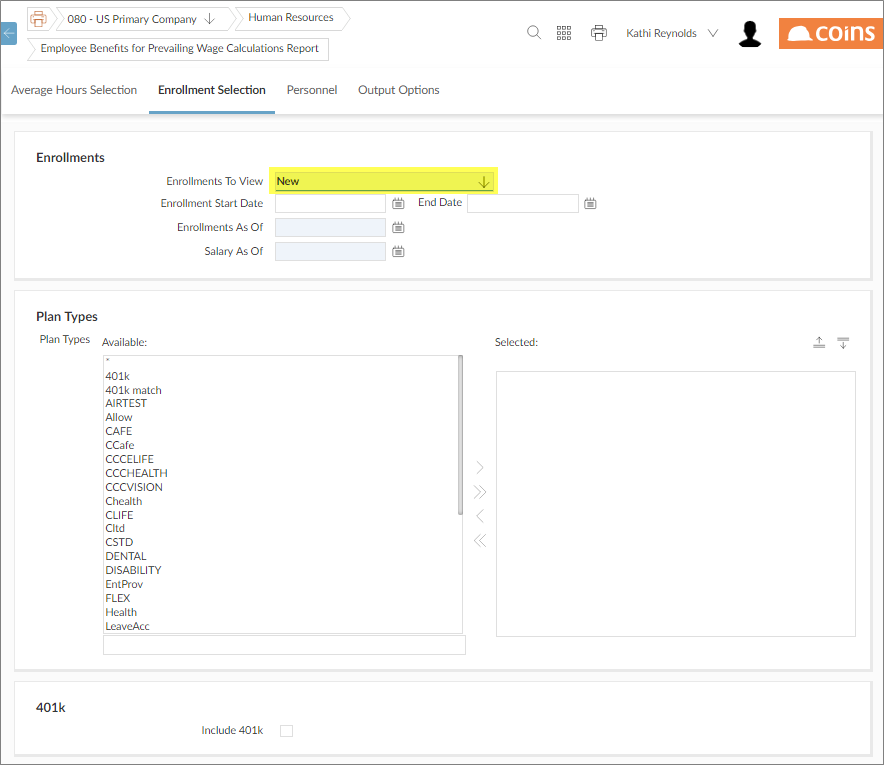 080 - US Primary Company
Human Resources
Employee Benefits for Prevailing Wage Calculations Report
Kathi Reynolds
coins
Average Hours Selection
Enrollment Selection
Personnel
Output Options
Enrollments
Enrollments To View New
Enrollment Start Date End Date
Enrollments As Of
Salary As Of
Plan Types
Plan Types Available: Selected:
*
401k
401k match
AIRTEST
Allow
CAFE
CCafe
CCCELIFE
CCCHEALTH
CCCVISION
Chealth
CLIFE
Cltd
CSTD
DENTAL
DISABILITY
EntProv
FLEX
Health
LeaveAcc
401k
Include 401k